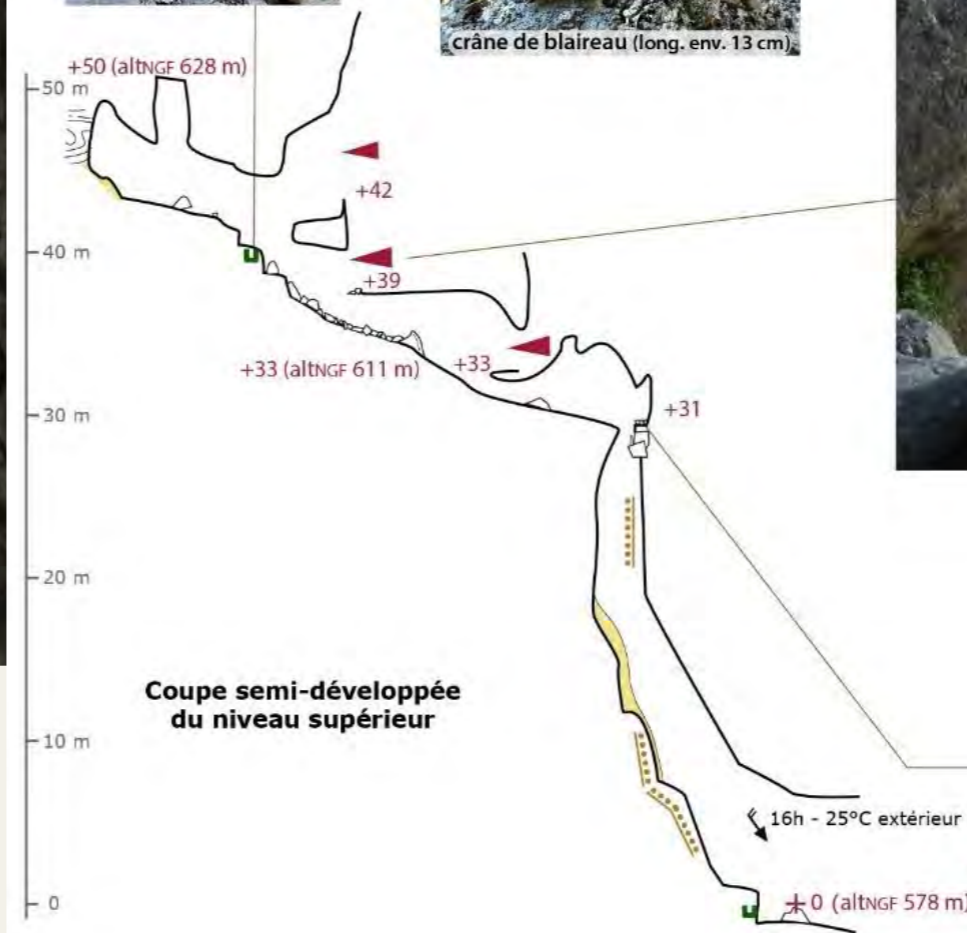 crâne de blaireau (long. env. 13 cm)
+50 (altNGF 628 m)
50 m
+42
40 m
+39
+33 (altNGF 611 m)
+33
+31
30 m
20 m
Coupe semi-développée
du niveau supérieur
10 m
16h - 25°C extérieur
0
+0 (altNGF 578 m)